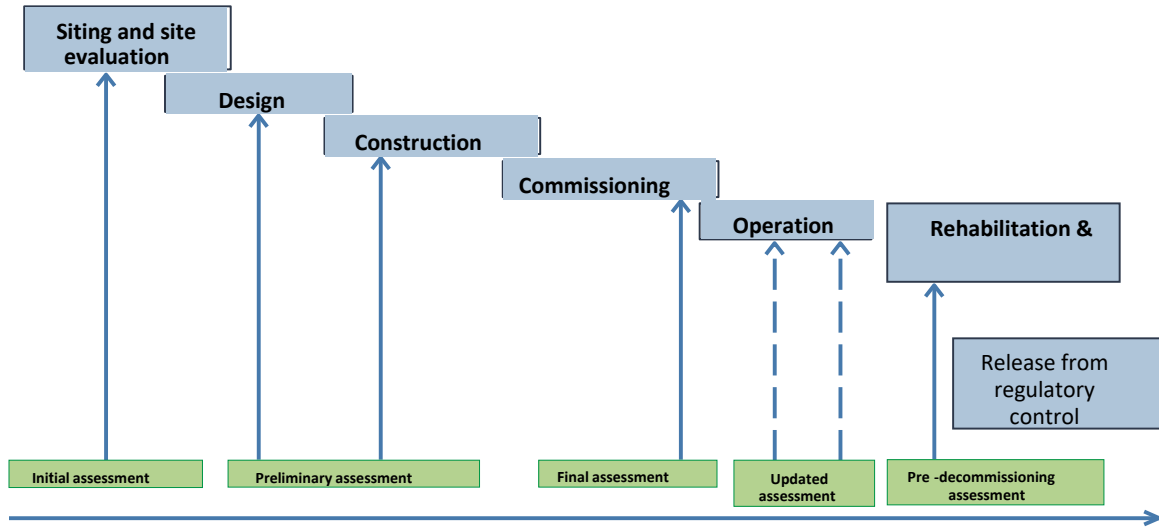 Siting and site
evaluation
Design
Construction
Commissioning
Operation
Rehabilitation &
Release from
regulatory
control
Initial assessment
Preliminary assessment
Final assessment
Updated
assessment
Pre -decommissioning
assessment